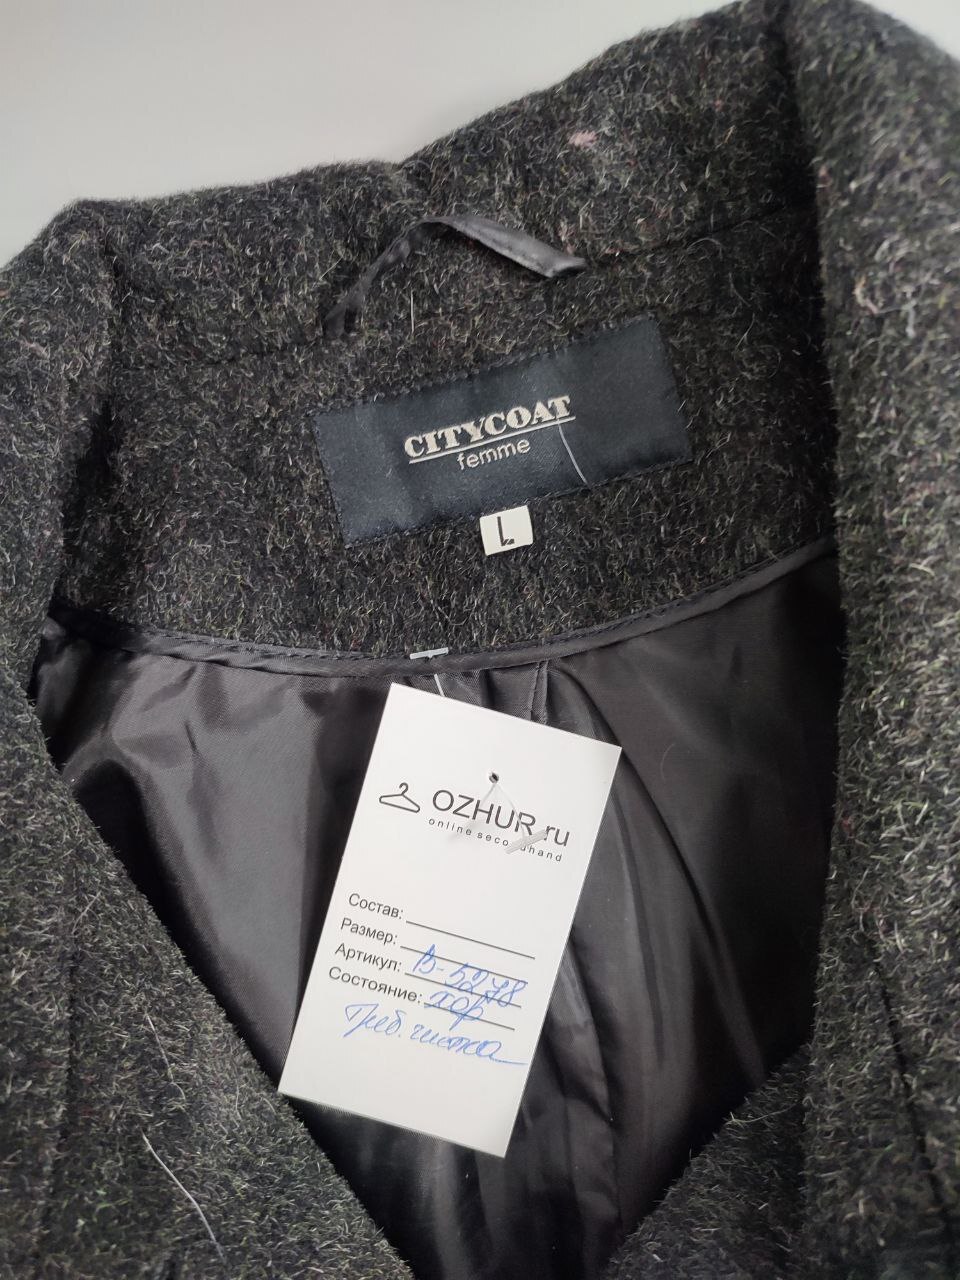 CITYCOAT
femme
L
OZHUR.ru
online secondhand
Состав:
Размер:
Артикул: В-5278
Состояние: хор
Треб. чистка